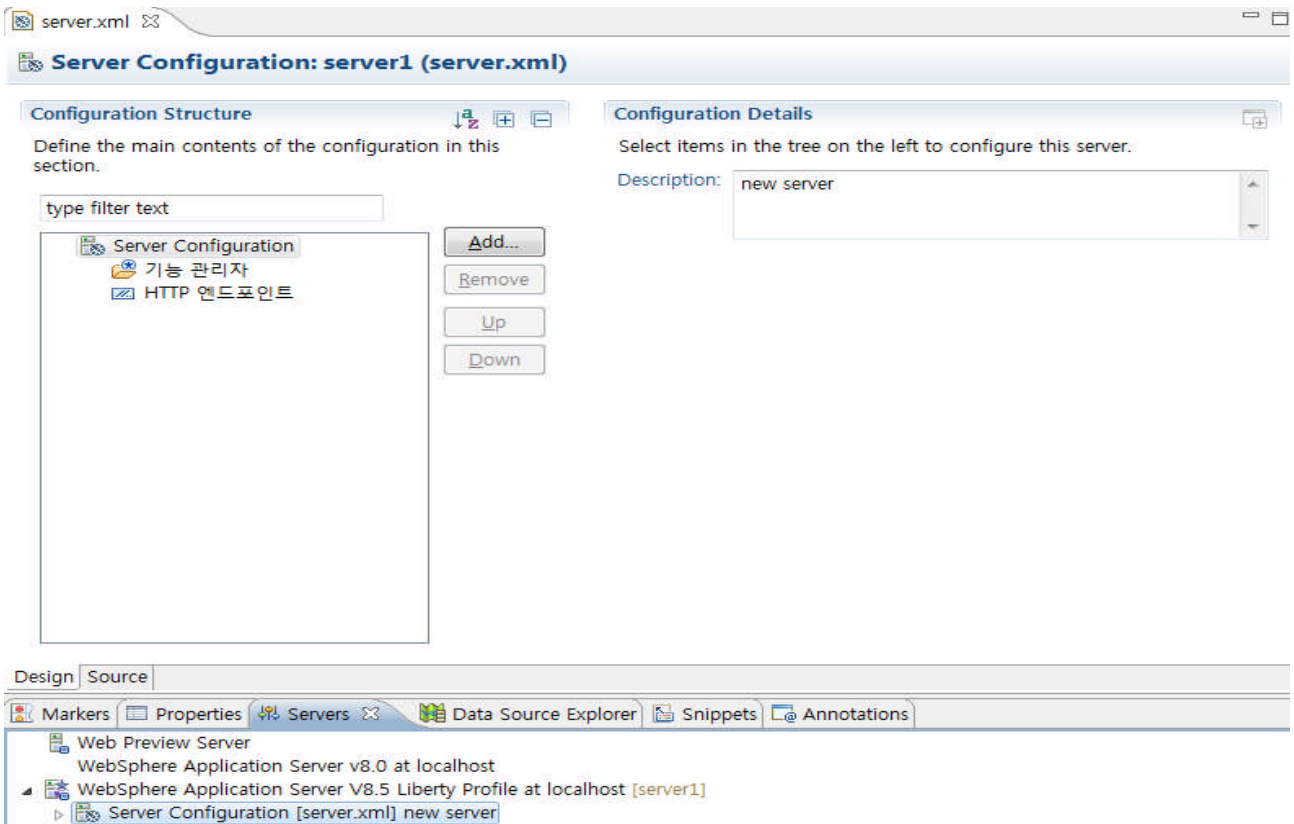 server.xml
Server Configuration: server1 (server.xml)
Configuration Structure
Define the main contents of the configuration in this
section.
type filter text
Server Configuration
기능 관리자
HTTP 엔드포인트
Add...
Remove
Up
Down
Configuration Details
Select items in the tree on the left to configure this server.
Description:
new server
Design Source
Markers Properties Servers Data Source Explorer Snippets Annotations
Web Preview Server
WebSphere Application Server v8.0 at localhost
WebSphere Application Server V8.5 Liberty Profile at localhost [server1]
Server Configuration [server.xml] new server